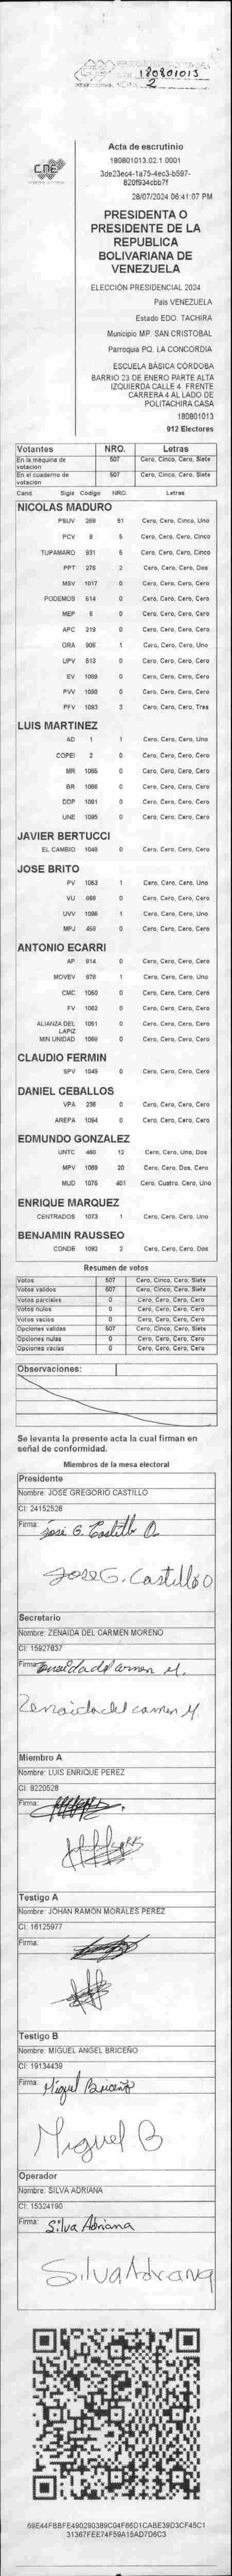 180801013
2
CNE
Acta de escrutinio
180801013.02.1.0001
3de23ec4-1a79-4ec3-b597-
820f934cbb7f
28/07/2024 06:41:07 PM
PRESIDENTA O
PRESIDENTE DE LA
REPUBLICA
BOLIVARIANA DE
VENEZUELA
ELECCIÓN PRESIDENCIAL 2024
País VENEZUELA
Estado EDO. TACHIRA
Municipio MP. SAN CRISTOBAL
Parroquia PQ. LA CONCORDIA
ESCUELA BÁSICA CÓRDOBA
BARRIO 23 DE ENERO PARTE ALTA
IZQUIERDA CALLE 4. FRENTE
CARRERA 4 AL LADO DE
POLITACHIRA CASA
180801013
912 Electores
Votantes NRO. Letras
En la máquina de votación 507 Cero, Cinco, Cero, Siete
En el cuaderno de votación 507 Cero, Cinco, Cero, Siete
Cand. Sigla Código NRO. Letras
NICOLAS MADURO
PSUV 269 51 Cero, Cero, Cinco, Uno
PCV 9 5 Cero, Cero, Cero, Cinco
TUPAMARO 931 5 Cero, Cero, Cero, Cinco
PPT 276 2 Cero, Cero, Cero, Dos
MSV 1017 0 Cero, Cero, Cero, Cero
PODEMOS 514 0 Cero, Cero, Cero, Cero
MEP 6 0 Cero, Cero, Cero, Cero
APC 219 0 Cero, Cero, Cero, Cero
ORA 906 1 Cero, Cero, Cero, Uno
UPV 513 0 Cero, Cero, Cero, Cero
EV 1089 0 Cero, Cero, Cero, Cero
PVV 1090 0 Cero, Cero, Cero, Cero
PFV 1093 3 Cero, Cero, Cero, Tres
LUIS MARTINEZ
AD 1 1 Cero, Cero, Cero, Uno
COPEI 2 0 Cero, Cero, Cero, Cero
MR 1065 0 Cero, Cero, Cero, Cero
BR 1066 0 Cero, Cero, Cero, Cero
DDP 1091 0 Cero, Cero, Cero, Cero
UNE 1095 0 Cero, Cero, Cero, Cero
JAVIER BERTUCCI
EL CAMBIO 1048 0 Cero, Cero, Cero, Cero
JOSE BRITO
PV 1053 1 Cero, Cero, Cero, Uno
VU 0 Cero, Cero, Cero, Cero
UVV 1096 1 Cero, Cero, Cero, Uno
MPJ 0 Cero, Cero, Cero, Cero
ANTONIO ECARRI
AP 914 0 Cero, Cero, Cero, Cero
MOVEV 978 1 Cero, Cero, Cero, Uno
CMC 1050 0 Cero, Cero, Cero, Cero
FV 1062 0 Cero, Cero, Cero, Cero
ALIANZA DEL LAPIZ 1051 0 Cero, Cero, Cero, Cero
MIN UNIDAD 1069 0 Cero, Cero, Cero, Cero
CLAUDIO FERMIN
SPV 1049 0 Cero, Cero, Cero, Cero
DANIEL CEBALLOS
VPA 236 0 Cero, Cero, Cero, Cero
AREPA 1094 0 Cero, Cero, Cero, Cero
EDMUNDO GONZALEZ
UNTC 460 12 Cero, Cero, Uno, Dos
MPV 1069 20 Cero, Cero, Dos, Cero
MUD 1075 401 Cero, Cuatro, Cero, Uno
ENRIQUE MARQUEZ
CENTRADOS 1073 1 Cero, Cero, Cero, Uno
BENJAMIN RAUSSEO
CONDE 1092 2 Cero, Cero, Cero, Dos
Resumen de votos
Votos 507 Cero, Cinco, Cero, Siete
Votos validos 507 Cero, Cinco, Cero, Siete
Votos parciales 0 Cero, Cero, Cero, Cero
Votos nulos 0 Cero, Cero, Cero, Cero
Votos vacíos 0 Cero, Cero, Cero, Cero
Opciones validas 507 Cero, Cinco, Cero, Siete
Opciones nulas 0 Cero, Cero, Cero, Cero
Opciones vacías 0 Cero, Cero, Cero, Cero
Observaciones:
Se levanta la presente acta la cual firman en
señal de conformidad.
Miembros de la mesa electoral
Presidente
Nombre: JOSE GREGORIO CASTILLO
CI: 24152528
Firma: José G. Castillo O.
Jose G. Castillo O
Secretario
Nombre: ZENAIDA DEL CARMEN MORENO
CI: 15927837
Firma: Zenaida del carmen M.
Zenaida del carmen M
Miembro A
Nombre: LUIS ENRIQUE PEREZ
CI: 9220528
Firma:
Testigo A
Nombre: JOHAN RAMON MORALES PEREZ
CI: 16125977
Firma:
Testigo B
Nombre: MIGUEL ANGEL BRICEÑO
CI: 19134439
Firma: Miguel Briceño
Miguel B
Operador
Nombre: SILVA ADRIANA
CI: 15324190
Firma: Silva Adriana
Silva Adriana
69E44FBBFE490290389C04F66D1CABE39D3CF45C1
31367FEE74F59A15AD7D6C3